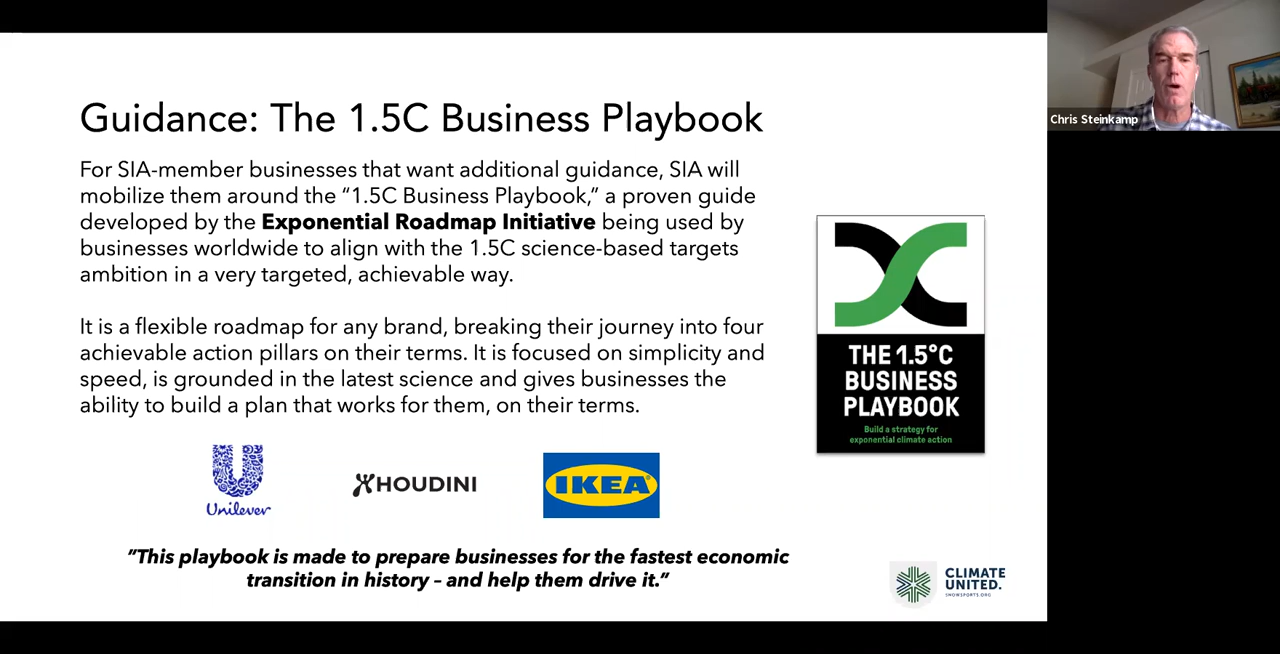 Guidance: The 1.5C Business Playbook
For SIA-member businesses that want additional guidance, SIA will
mobilize them around the “1.5C Business Playbook,” a proven guide
developed by the Exponential Roadmap Initiative being used by
businesses worldwide to align with the 1.5C science-based targets
ambition in a very targeted, achievable way.
It is a flexible roadmap for any brand, breaking their journey into four
achievable action pillars on their terms. It is focused on simplicity and
speed, is grounded in the latest science and gives businesses the
ability to build a plan that works for them, on their terms.
THE 1.5°C
BUSINESS
PLAYBOOK
Build a strategy for
exponential climate action
Unilever
HOUDINI
IKEA®
”This playbook is made to prepare businesses for the fastest economic
transition in history – and help them drive it.”
CLIMATE
UNITED.
SNOWSPORTS.ORG
Chris Steinkamp